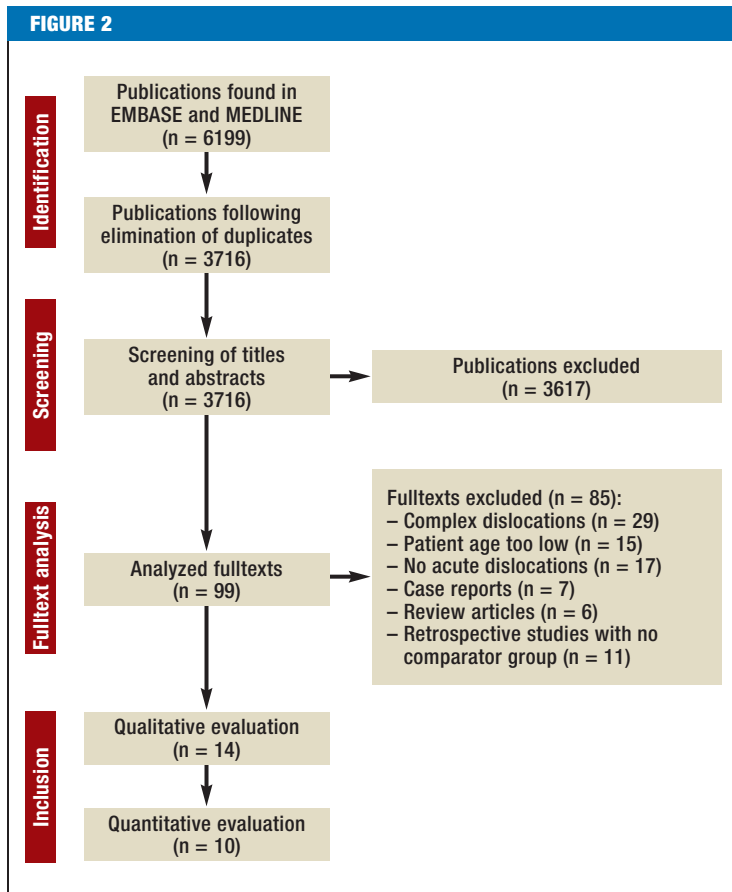 FIGURE 2
Identification
Publications found in
EMBASE and MEDLINE
(n = 6199)
Publications following
elimination of duplicates
(n = 3716)
Screening
Screening of titles
and abstracts
(n = 3716)
Publications excluded
(n = 3617)
Fulltext analysis
Analyzed fulltexts
(n = 99)
Fulltexts excluded (n = 85):
– Complex dislocations (n = 29)
– Patient age too low (n = 15)
– No acute dislocations (n = 17)
– Case reports (n = 7)
– Review articles (n = 6)
– Retrospective studies with no
comparator group (n = 11)
Inclusion
Qualitative evaluation
(n = 14)
Quantitative evaluation
(n = 10)